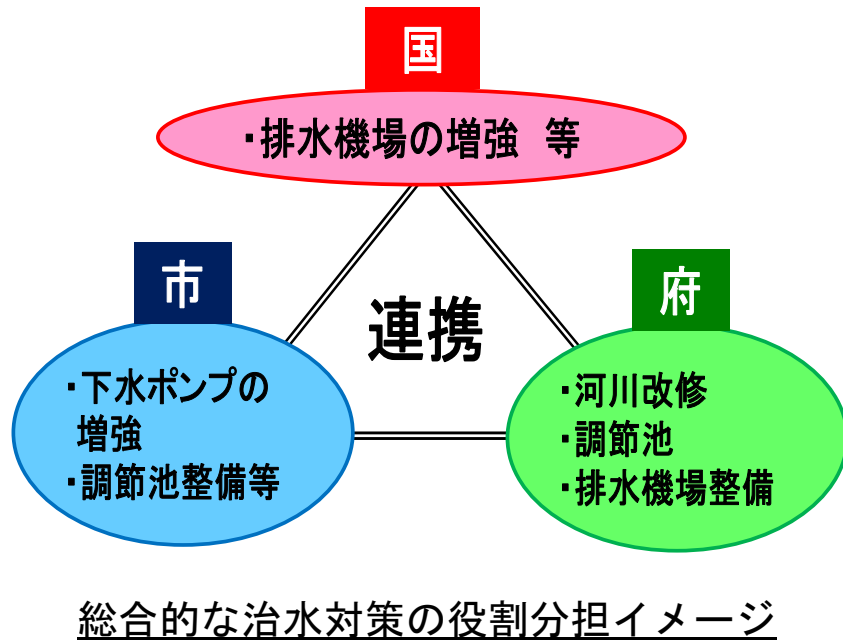 国
・排水機場の増強　等
市
・下水ポンプの
増強
・調節池整備等
連携
府
・河川改修
・調節池
・排水機場整備
総合的な治水対策の役割分担イメージ